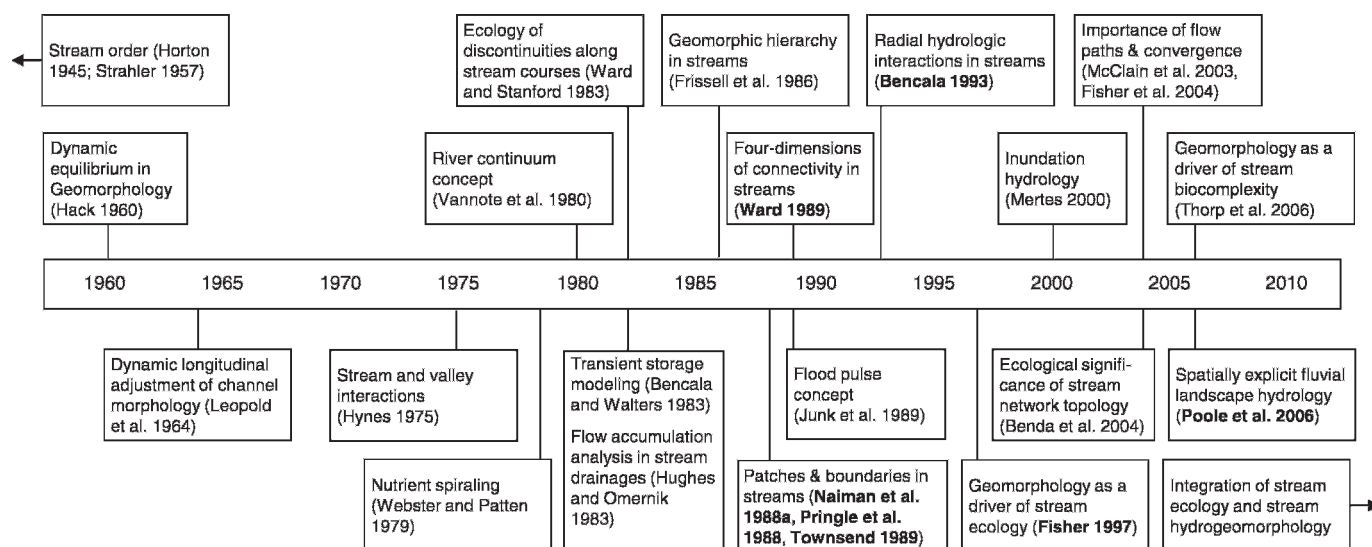 Stream order (Horton
1945; Strahler 1957)
Ecology of
discontinuities along
stream courses (Ward
and Stanford 1983)
Geomorphic hierarchy
in streams
(Frissell et al. 1986)
Radial hydrologic
interactions in streams
(Bencala 1993)
Importance of flow
paths & convergence
(McClain et al. 2003,
Fisher et al. 2004)
Dynamic
equilibrium in
Geomorphology
(Hack 1960)
River continuum
concept
(Vannote et al. 1980)
Four-dimensions
of connectivity in
streams
(Ward 1989)
Inundation
hydrology
(Mertes 2000)
Geomorphology as a
driver of stream
biocomplexity
(Thorp et al. 2006)
1960 1965 1970 1975 1980 1985 1990 1995 2000 2005 2010
Dynamic longitudinal
adjustment of channel
morphology (Leopold
et al. 1964)
Stream and valley
interactions
(Hynes 1975)
Transient storage
modeling (Bencala
and Walters 1983)
Flow accumulation
analysis in stream
drainages (Hughes
and Omernik
1983)
Flood pulse
concept
(Junk et al. 1989)
Ecological signifi-
cance of stream
network topology
(Benda et al. 2004)
Spatially explicit fluvial
landscape hydrology
(Poole et al. 2006)
Nutrient spiraling
(Webster and Patten
1979)
Patches & boundaries in
streams (Naiman et al.
1988a, Pringle et al.
1988, Townsend 1989)
Geomorphology as a
driver of stream
ecology (Fisher 1997)
Integration of stream
ecology and stream
hydrogeomorphology